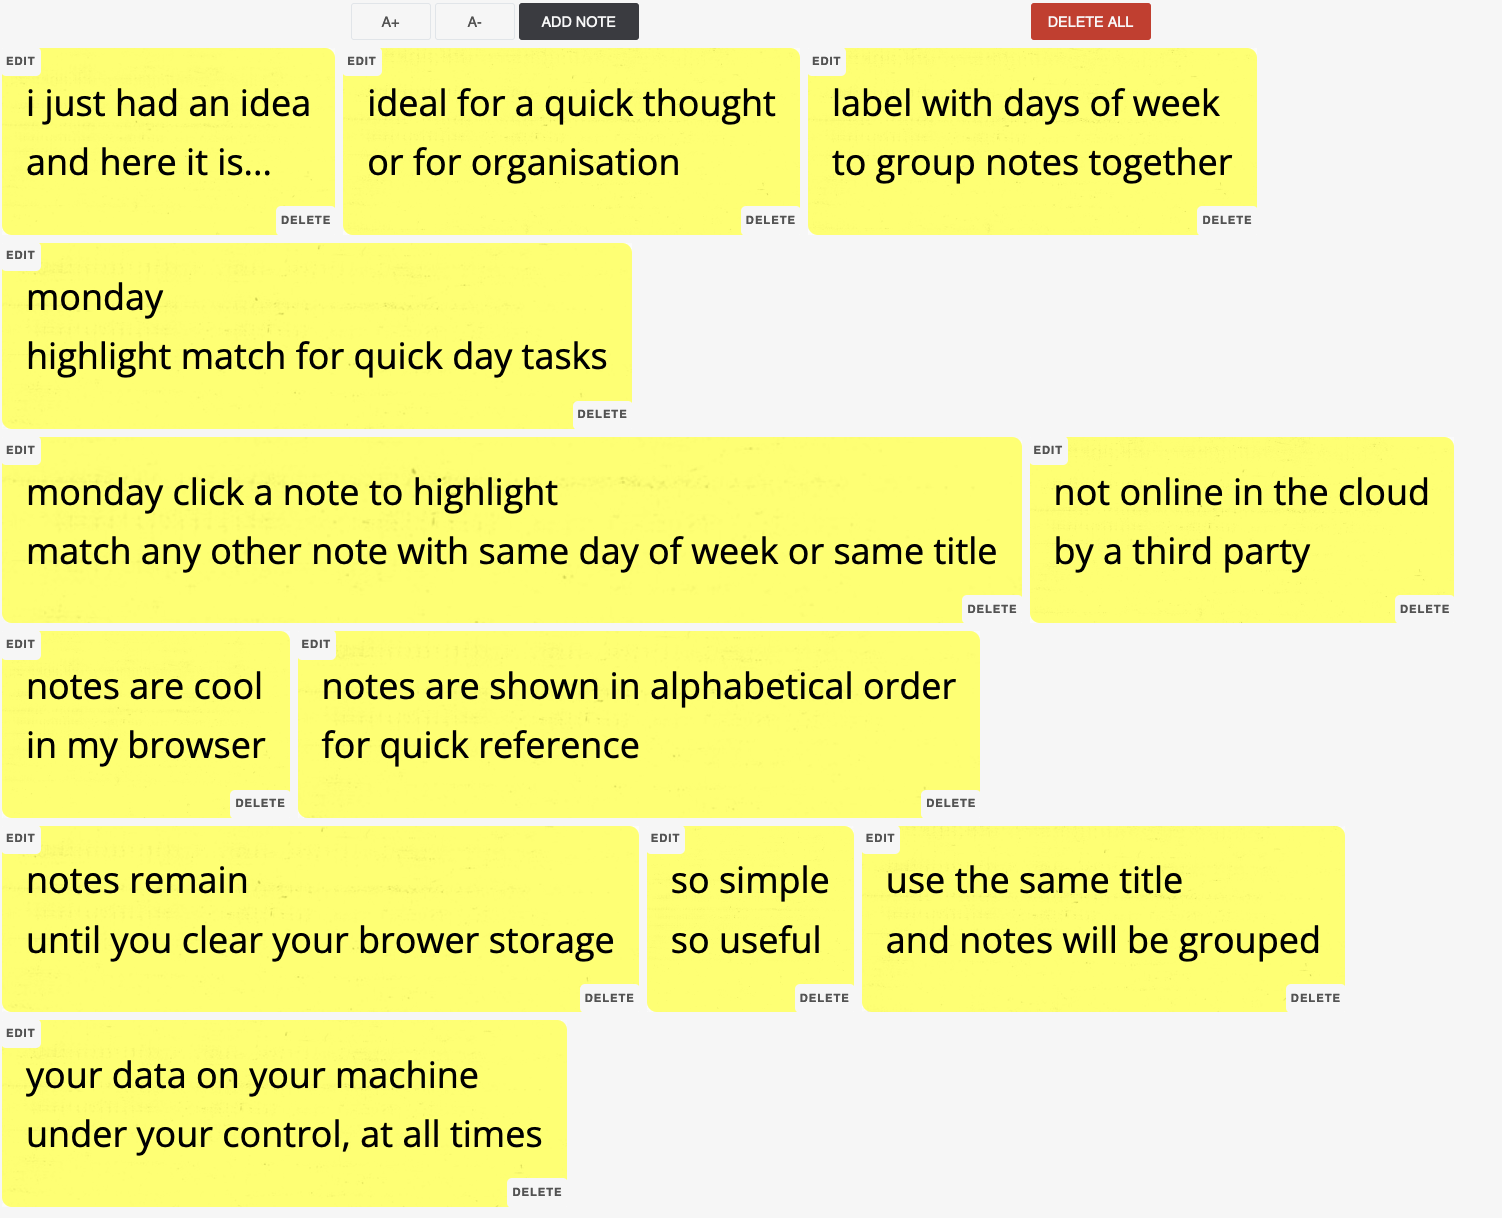 A+ A- ADD NOTE DELETE ALL
EDIT
i just had an idea
and here it is...
DELETE
EDIT
ideal for a quick thought
or for organisation
DELETE
EDIT
label with days of week
to group notes together
DELETE
EDIT
monday
highlight match for quick day tasks
DELETE
EDIT
monday click a note to highlight
match any other note with same day of week or same title
DELETE
EDIT
not online in the cloud
by a third party
DELETE
EDIT
notes are cool
in my browser
DELETE
EDIT
notes are shown in alphabetical order
for quick reference
DELETE
EDIT
notes remain
until you clear your brower storage
DELETE
EDIT
so simple
so useful
DELETE
EDIT
use the same title
and notes will be grouped
DELETE
EDIT
your data on your machine
under your control, at all times
DELETE